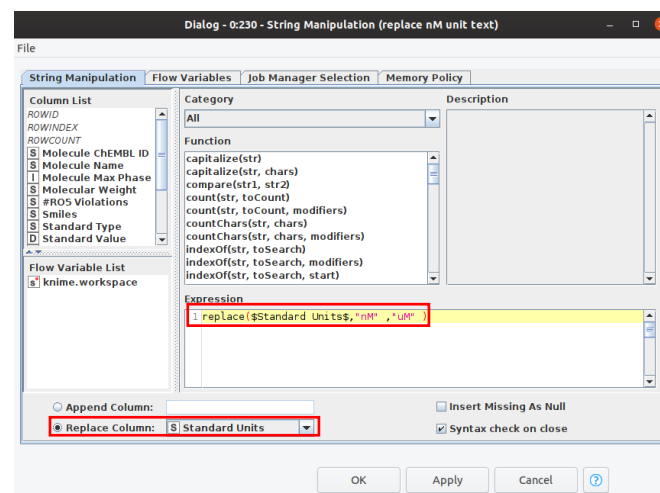 Dialog - 0:230 - String Manipulation (replace nM unit text)
File
String Manipulation Flow Variables Job Manager Selection Memory Policy
Column List
ROWID
ROWINDEX
ROWCOUNT
S Molecule ChEMBL ID
S Molecule Name
I Molecule Max Phase
S Molecular Weight
S #RO5 Violations
S Smiles
S Standard Type
D Standard Value
Flow Variable List
s knime.workspace
Category
All
Function
capitalize(str)
capitalize(str, chars)
compare(str1, str2)
count(str, toCount)
count(str, toCount, modifiers)
countChars(str, chars)
countChars(str, chars, modifiers)
indexOf(str, toSearch)
indexOf(str, toSearch, modifiers)
indexOf(str, toSearch, start)
Description
Expression
1 replace($Standard Units$,"nM" ,"uM" )
Append Column:
Insert Missing As Null
Replace Column: S Standard Units
Syntax check on close
OK Apply Cancel ?